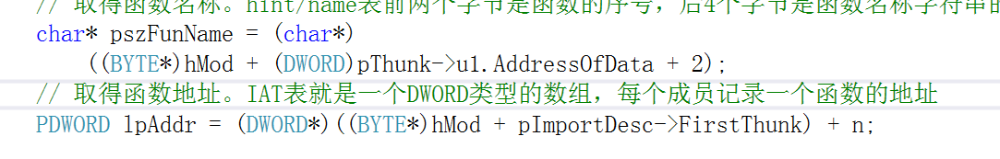 // 取得函数名称。hint/name表前两个字节是函数的序号，后4个字节是函数名称字符串的
char* pszFunName = (char*)
((BYTE*)hMod + (DWORD)pThunk->u1.AddressOfData + 2);
// 取得函数地址。IAT表就是一个DWORD类型的数组，每个成员记录一个函数的地址
PDWORD lpAddr = (DWORD*)((BYTE*)hMod + pImportDesc->FirstThunk) + n;